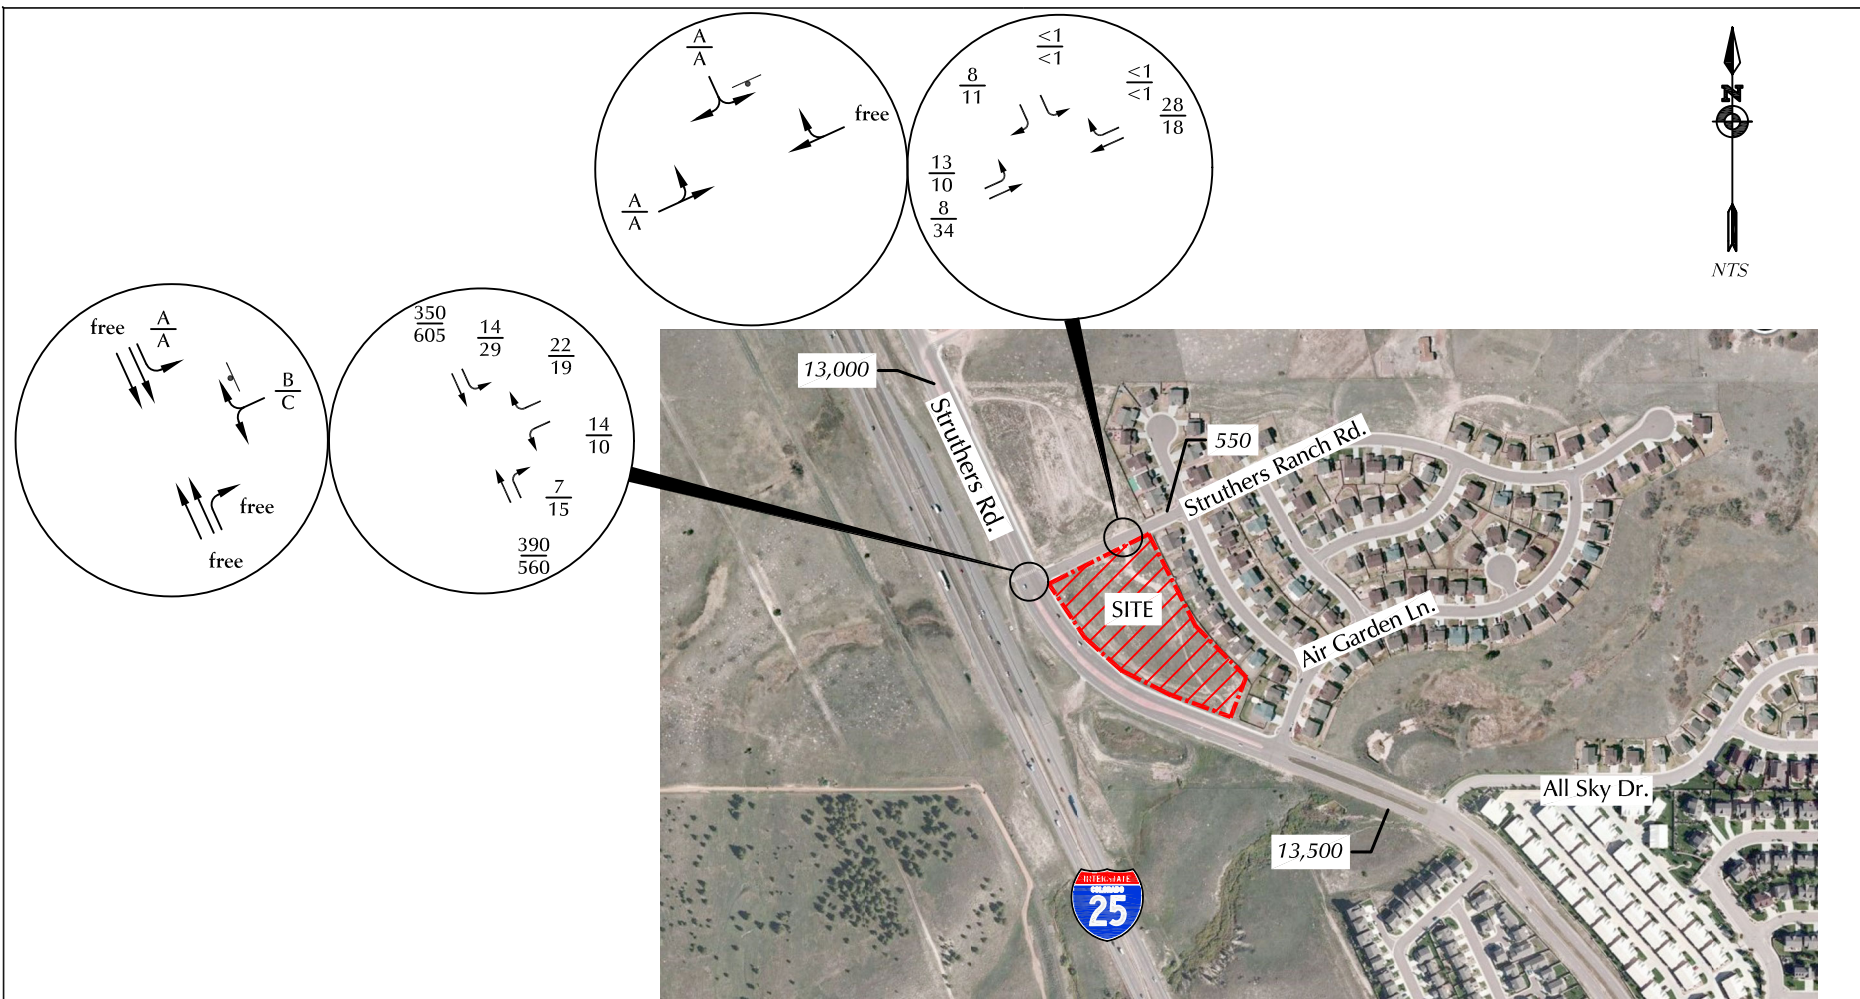 A
A
free
A
A
<1
<1
8
11
<1
<1
28
18
13
10
8
34
N
NTS
free
A
A
B
C
free
free
350
605
14
29
22
19
14
10
7
15
390
560
13,000
Struthers Rd.
550
Struthers Ranch Rd.
SITE
Air Garden Ln.
All Sky Dr.
13,500
INTERSTATE
COLORADO
25